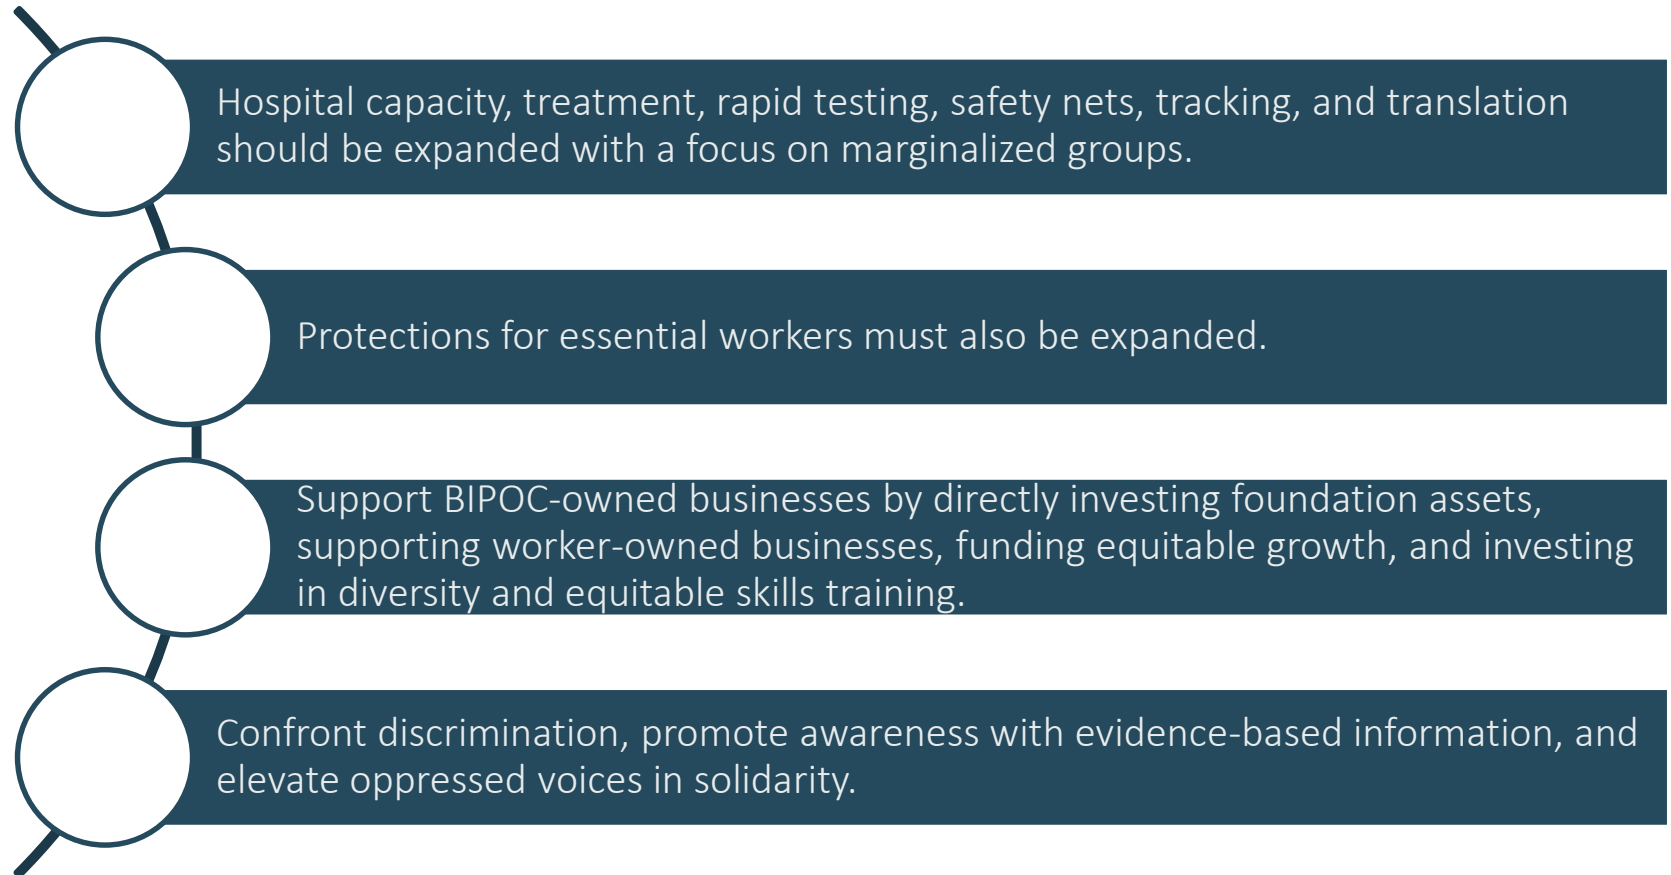 Hospital capacity, treatment, rapid testing, safety nets, tracking, and translation
should be expanded with a focus on marginalized groups.
Protections for essential workers must also be expanded.
Support BIPOC-owned businesses by directly investing foundation assets,
supporting worker-owned businesses, funding equitable growth, and investing
in diversity and equitable skills training.
Confront discrimination, promote awareness with evidence-based information, and
elevate oppressed voices in solidarity.